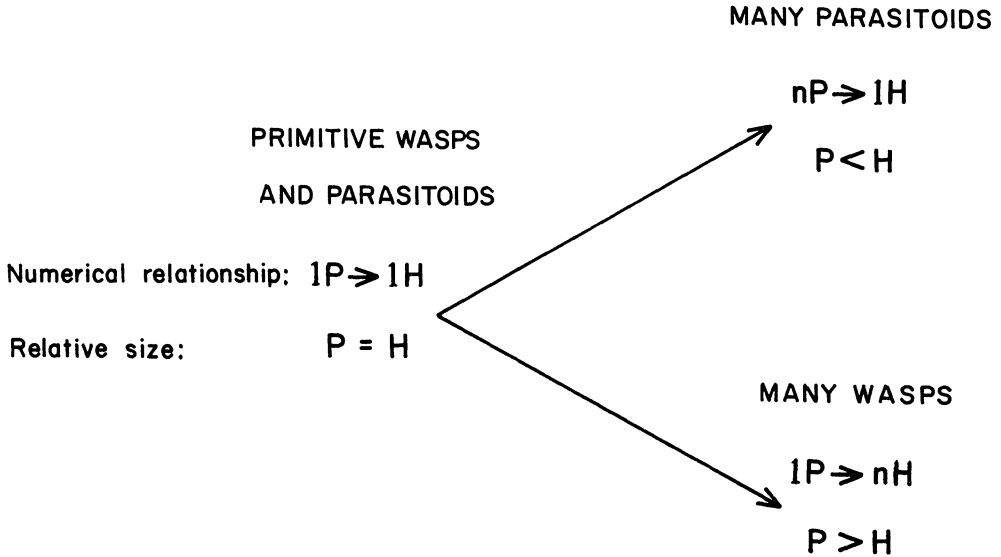 MANY PARASITOIDS
nP→1H
P<H
PRIMITIVE WASPS
AND PARASITOIDS
Numerical relationship: 1P→1H
Relative size: P = H
MANY WASPS
1P→nH
P>H